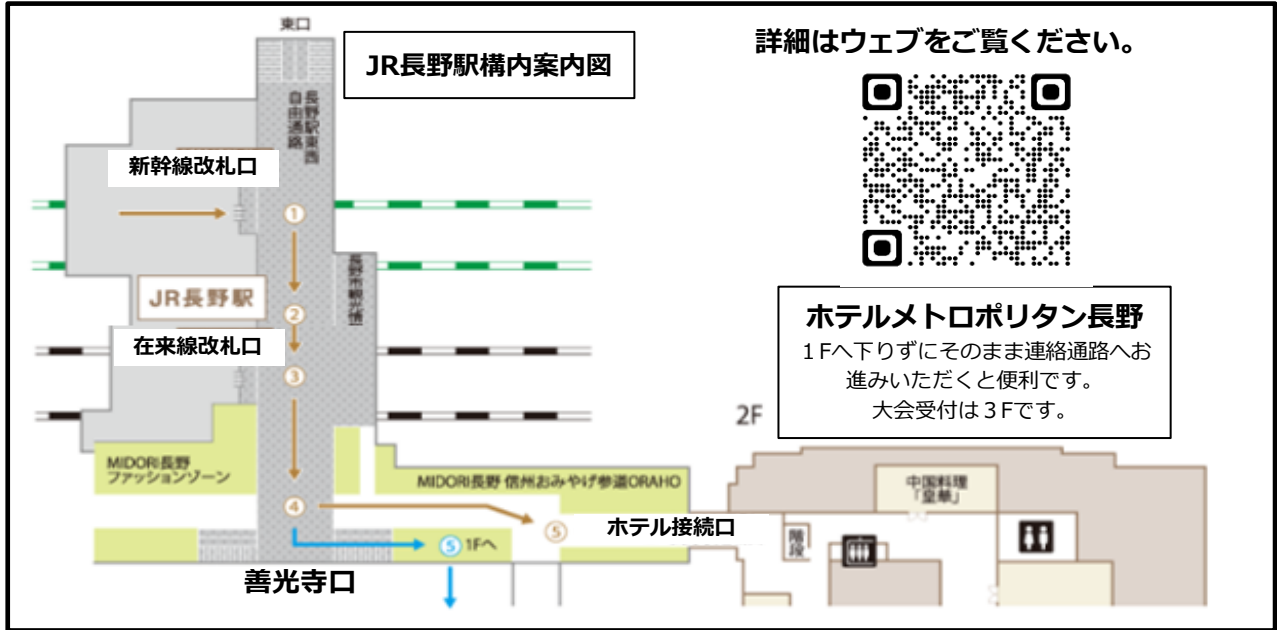 東口
JR長野駅構内案内図
詳細はウェブをご覧ください。
長野駅東西
自由通路
新幹線改札口
①
長野市観光情
JR長野駅
②
在来線改札口
③
ホテルメトロポリタン長野
１Fへ下りずにそのまま連絡通路へお
進みいただくと便利です。
大会受付は３Fです。
2F
MIDORI長野
ファッションゾーン
MIDORI長野 信州おみやげ参道ORAHO
中国料理
「皇華」
④
⑤
ホテル接続口
階段
⑤ 1Fへ
善光寺口